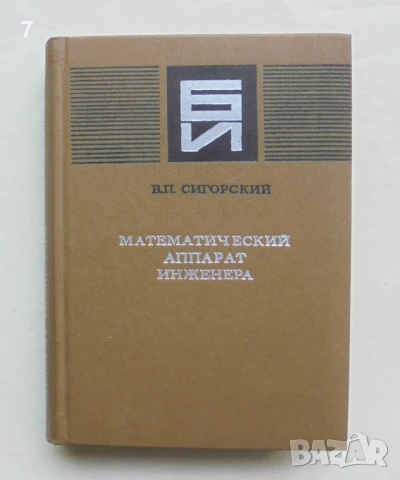 7
БИ
В.П. СИГОРСКИЙ
МАТЕМАТИЧЕСКИЙ
АППАРАТ
ИНЖЕНЕРА
BAZAR